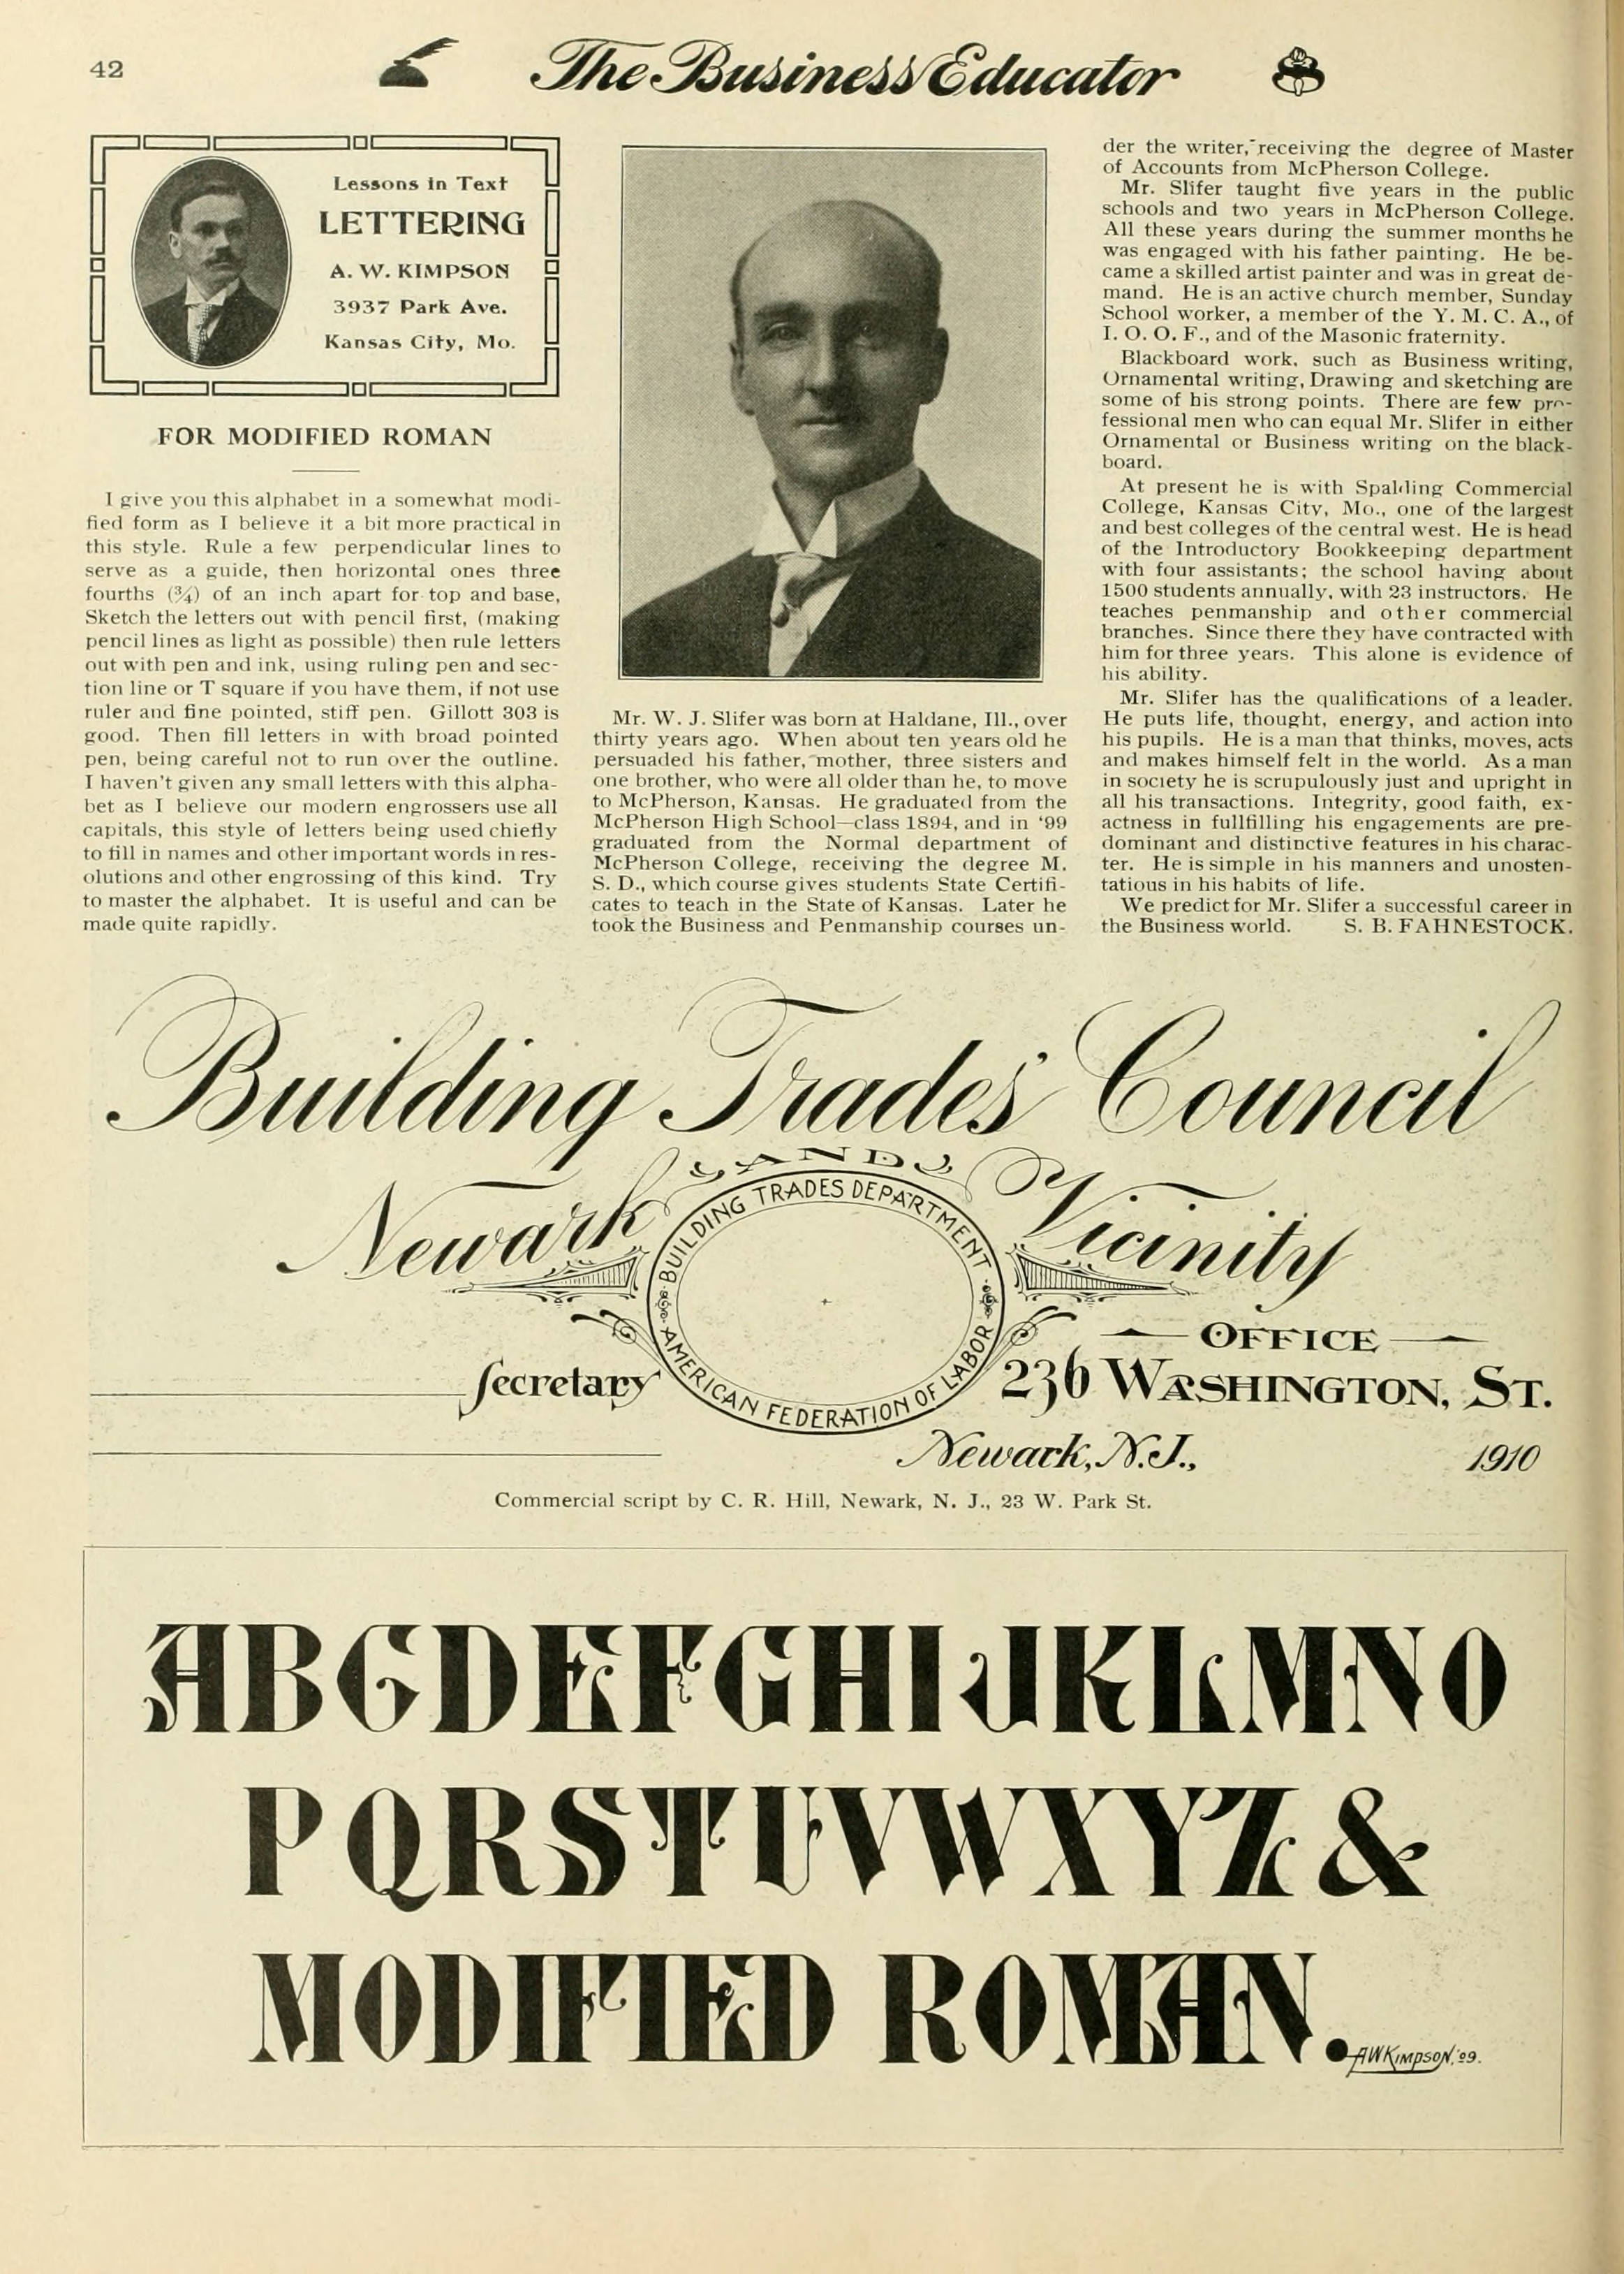 42
The Business Educator
Lessons in Text
LETTERING
A. W. KIMPSON
3937 Park Ave.
Kansas City, Mo.
FOR MODIFIED ROMAN
I give you this alphabet in a somewhat modi-
fied form as I believe it a bit more practical in
this style. Rule a few perpendicular lines to
serve as a guide, then horizontal ones three
fourths (¾) of an inch apart for top and base,
Sketch the letters out with pencil first, (making
pencil lines as light as possible) then rule letters
out with pen and ink, using ruling pen and sec-
tion line or T square if you have them, if not use
ruler and fine pointed, stiff pen. Gillott 303 is
good. Then fill letters in with broad pointed
pen, being careful not to run over the outline.
I haven't given any small letters with this alpha-
bet as I believe our modern engrossers use all
capitals, this style of letters being used chiefly
to fill in names and other important words in res-
olutions and other engrossing of this kind. Try
to master the alphabet. It is useful and can be
made quite rapidly.
Mr. W. J. Slifer was born at Haldane, Ill., over
thirty years ago. When about ten years old he
persuaded his father, mother, three sisters and
one brother, who were all older than he, to move
to McPherson, Kansas. He graduated from the
McPherson High School—class 1894, and in '99
graduated from the Normal department of
McPherson College, receiving the degree M.
S. D., which course gives students State Certifi-
cates to teach in the State of Kansas. Later he
took the Business and Penmanship courses un-
der the writer, receiving the degree of Master
of Accounts from McPherson College.
Mr. Slifer taught five years in the public
schools and two years in McPherson College.
All these years during the summer months he
was engaged with his father painting. He be-
came a skilled artist painter and was in great de-
mand. He is an active church member, Sunday
School worker, a member of the Y. M. C. A., of
I. O. O. F., and of the Masonic fraternity.
Blackboard work, such as Business writing,
Ornamental writing, Drawing and sketching are
some of his strong points. There are few pro-
fessional men who can equal Mr. Slifer in either
Ornamental or Business writing on the black-
board.
At present he is with Spalding Commercial
College, Kansas City, Mo., one of the largest
and best colleges of the central west. He is head
of the Introductory Bookkeeping department
with four assistants; the school having about
1500 students annually, with 23 instructors. He
teaches penmanship and other commercial
branches. Since there they have contracted with
him for three years. This alone is evidence of
his ability.
Mr. Slifer has the qualifications of a leader.
He puts life, thought, energy, and action into
his pupils. He is a man that thinks, moves, acts
and makes himself felt in the world. As a man
in society he is scrupulously just and upright in
all his transactions. Integrity, good faith, ex-
actness in fullfilling his engagements are pre-
dominant and distinctive features in his charac-
ter. He is simple in his manners and unosten-
tatious in his habits of life.
We predict for Mr. Slifer a successful career in
the Business world. S. B. FAHNESTOCK.
Building Trades' Council
AND
Newark Vicinity
BUILDING TRADES DEPARTMENT
AMERICAN FEDERATION OF LABOR
OFFICE
Secretary
236 WASHINGTON, ST.
Newark, N.J., 1910
Commercial script by C. R. Hill, Newark, N. J., 23 W. Park St.
ABCDEFGHIJKLMNO
PQRSTUVWXYZ &
MODIFIED ROMAN.
AWKIMPSON, '09.